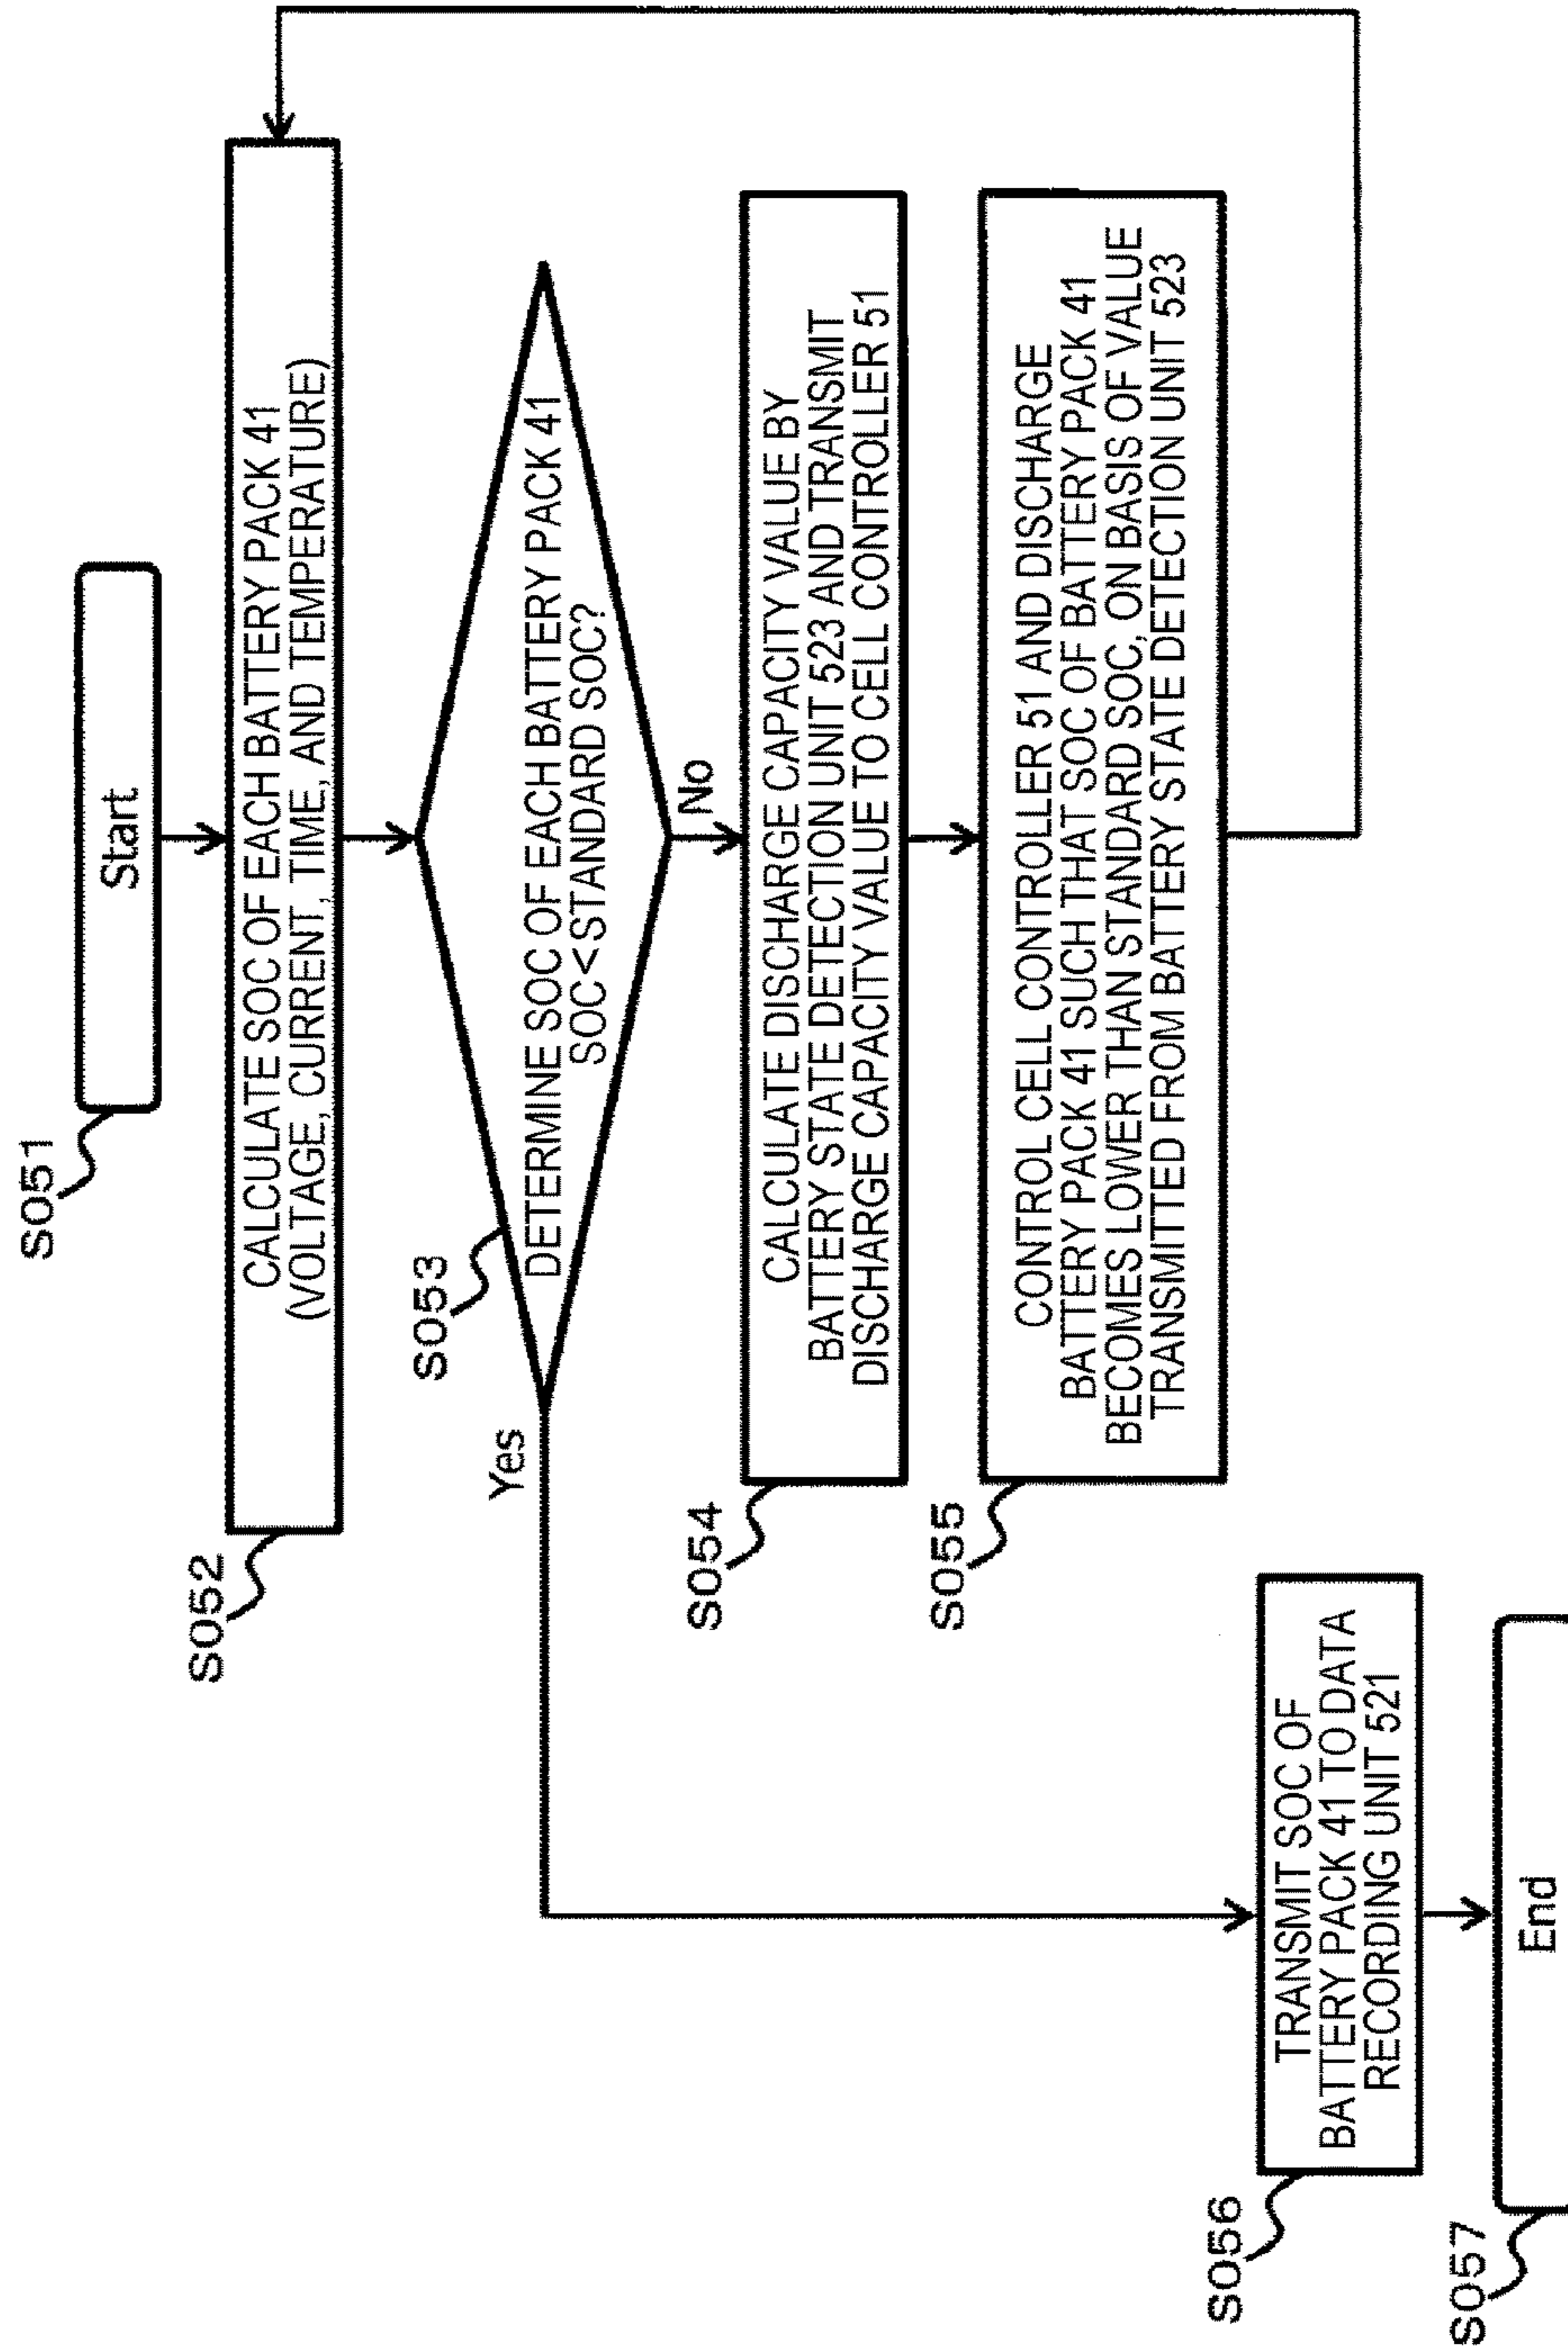 S051
Start
S052
CALCULATE SOC OF EACH BATTERY PACK 41
(VOLTAGE, CURRENT, TIME, AND TEMPERATURE)
S053
DETERMINE SOC OF EACH BATTERY PACK 41
SOC<STANDARD SOC?
Yes
No
S054
CALCULATE DISCHARGE CAPACITY VALUE BY
BATTERY STATE DETECTION UNIT 523 AND TRANSMIT
DISCHARGE CAPACITY VALUE TO CELL CONTROLLER 51
S055
CONTROL CELL CONTROLLER 51 AND DISCHARGE
BATTERY PACK 41 SUCH THAT SOC OF BATTERY PACK 41
BECOMES LOWER THAN STANDARD SOC, ON BASIS OF VALUE
TRANSMITTED FROM BATTERY STATE DETECTION UNIT 523
S056
TRANSMIT SOC OF
BATTERY PACK 41 TO DATA
RECORDING UNIT 521
S057
End